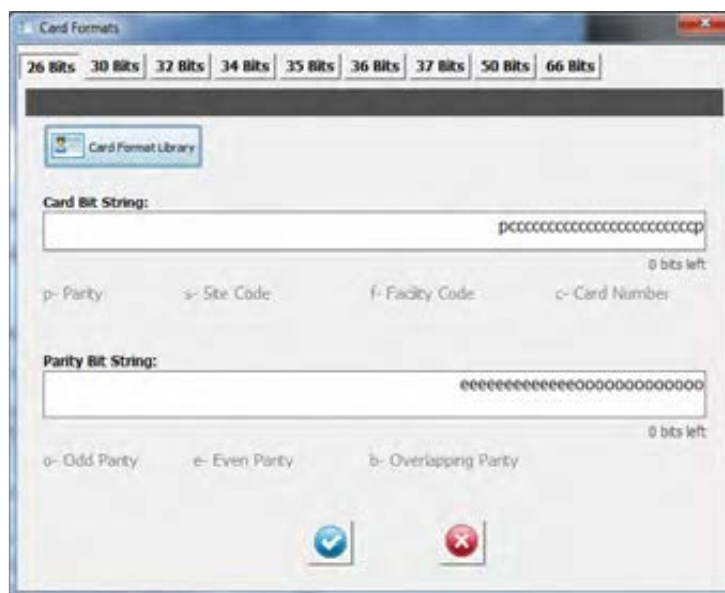 Card Formats
26 Bits 30 Bits 32 Bits 34 Bits 35 Bits 36 Bits 37 Bits 50 Bits 66 Bits
Card Format Library
Card Bit String:
pccccccccccccccccccccccccp
0 bits left
p- Parity s- Site Code f- Facility Code c- Card Number
Parity Bit String:
eeeeeeeeeeeeeooooooooooooo
0 bits left
o- Odd Parity e- Even Parity b- Overlapping Parity